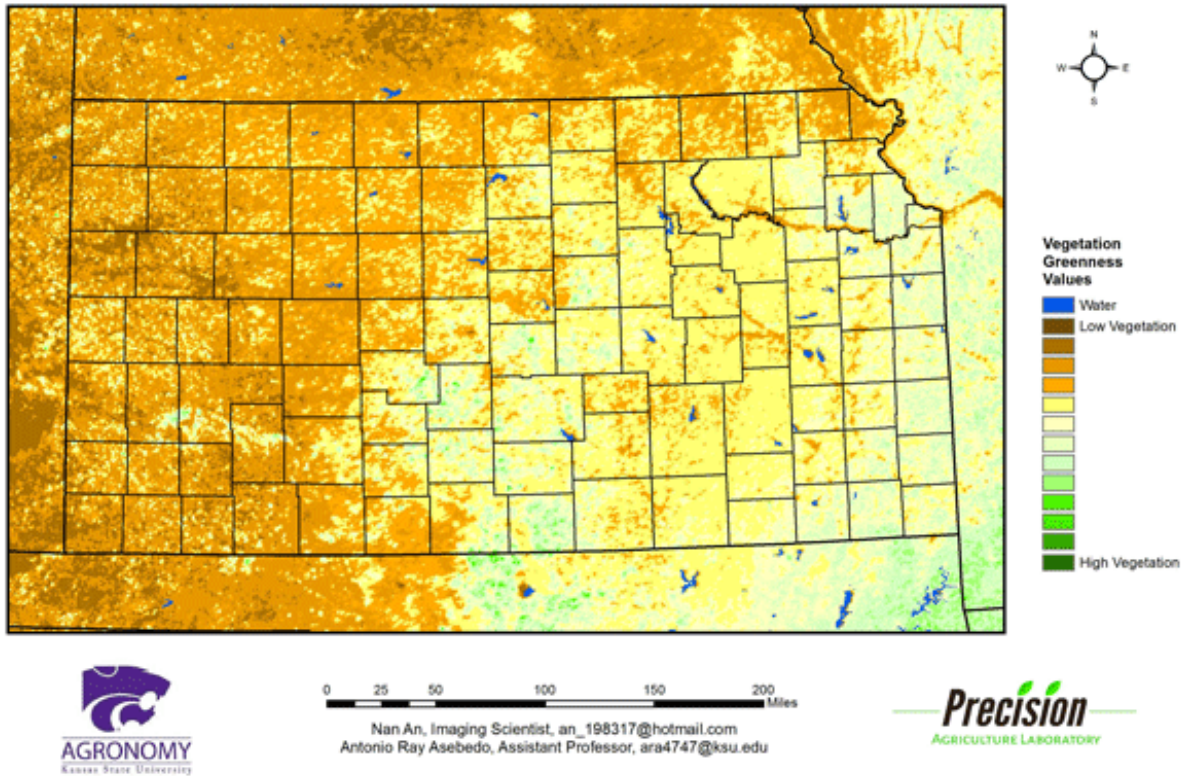 N
W E
S
Vegetation
Greenness
Values
Water
Low Vegetation
High Vegetation
0 25 50 100 150 200
Miles
Nan An, Imaging Scientist, an_198317@hotmail.com
Antonio Ray Asebedo, Assistant Professor, ara4747@ksu.edu
AGRONOMY
Kansas State University
Precision
AGRICULTURE LABORATORY